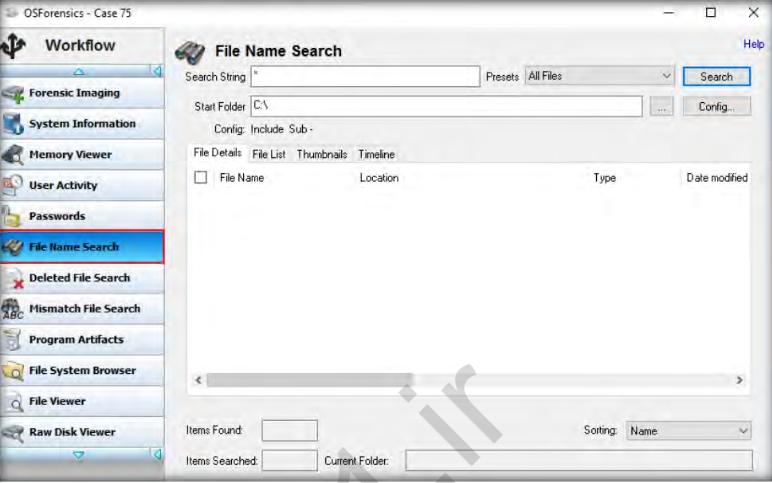 OSForensics - Case 75
Workflow
Forensic Imaging
System Information
Memory Viewer
User Activity
Passwords
File Name Search
Deleted File Search
ABC
Mismatch File Search
Program Artifacts
File System Browser
File Viewer
Raw Disk Viewer
File Name Search
Help
Search String *
Presets All Files
Search
Start Folder C:\
...
Config...
Config: Include Sub -
File Details File List Thumbnails Timeline
File Name Location Type Date modified
Items Found:
Sorting: Name
Items Searched:
Current Folder: